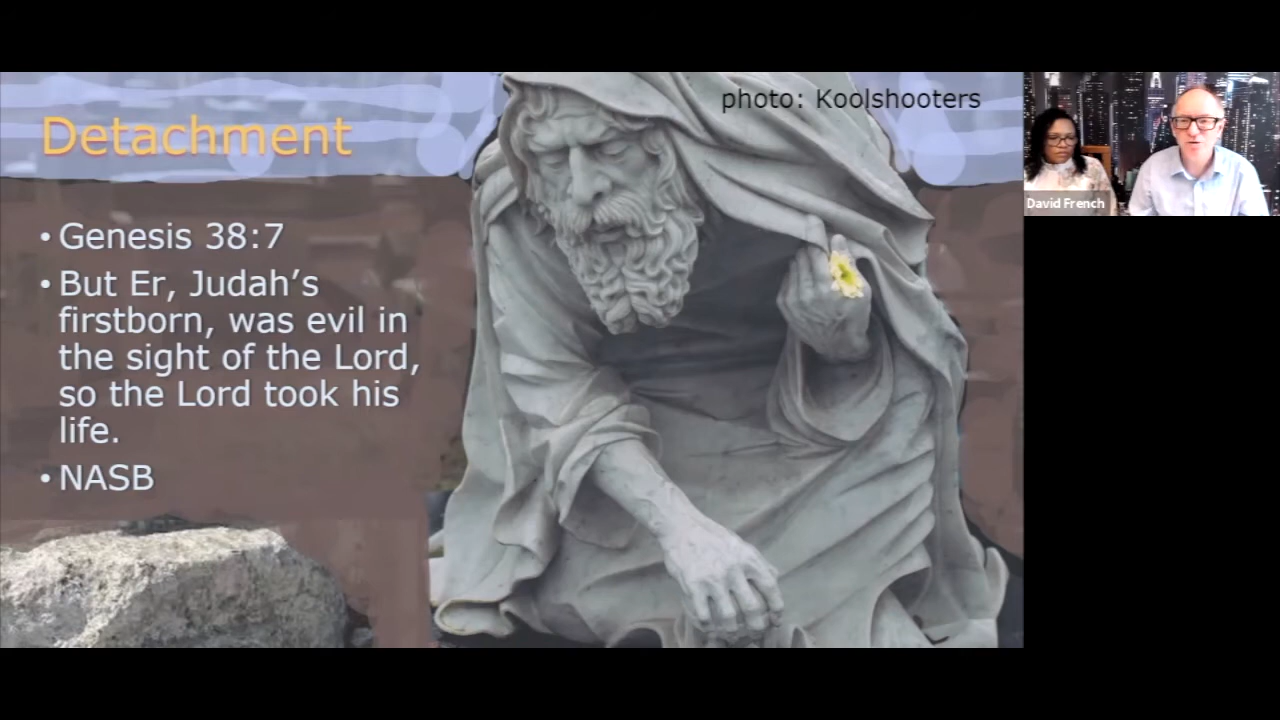 photo: Koolshooters
Detachment
• Genesis 38:7
• But Er, Judah’s
firstborn, was evil in
the sight of the Lord,
so the Lord took his
life.
• NASB
David French